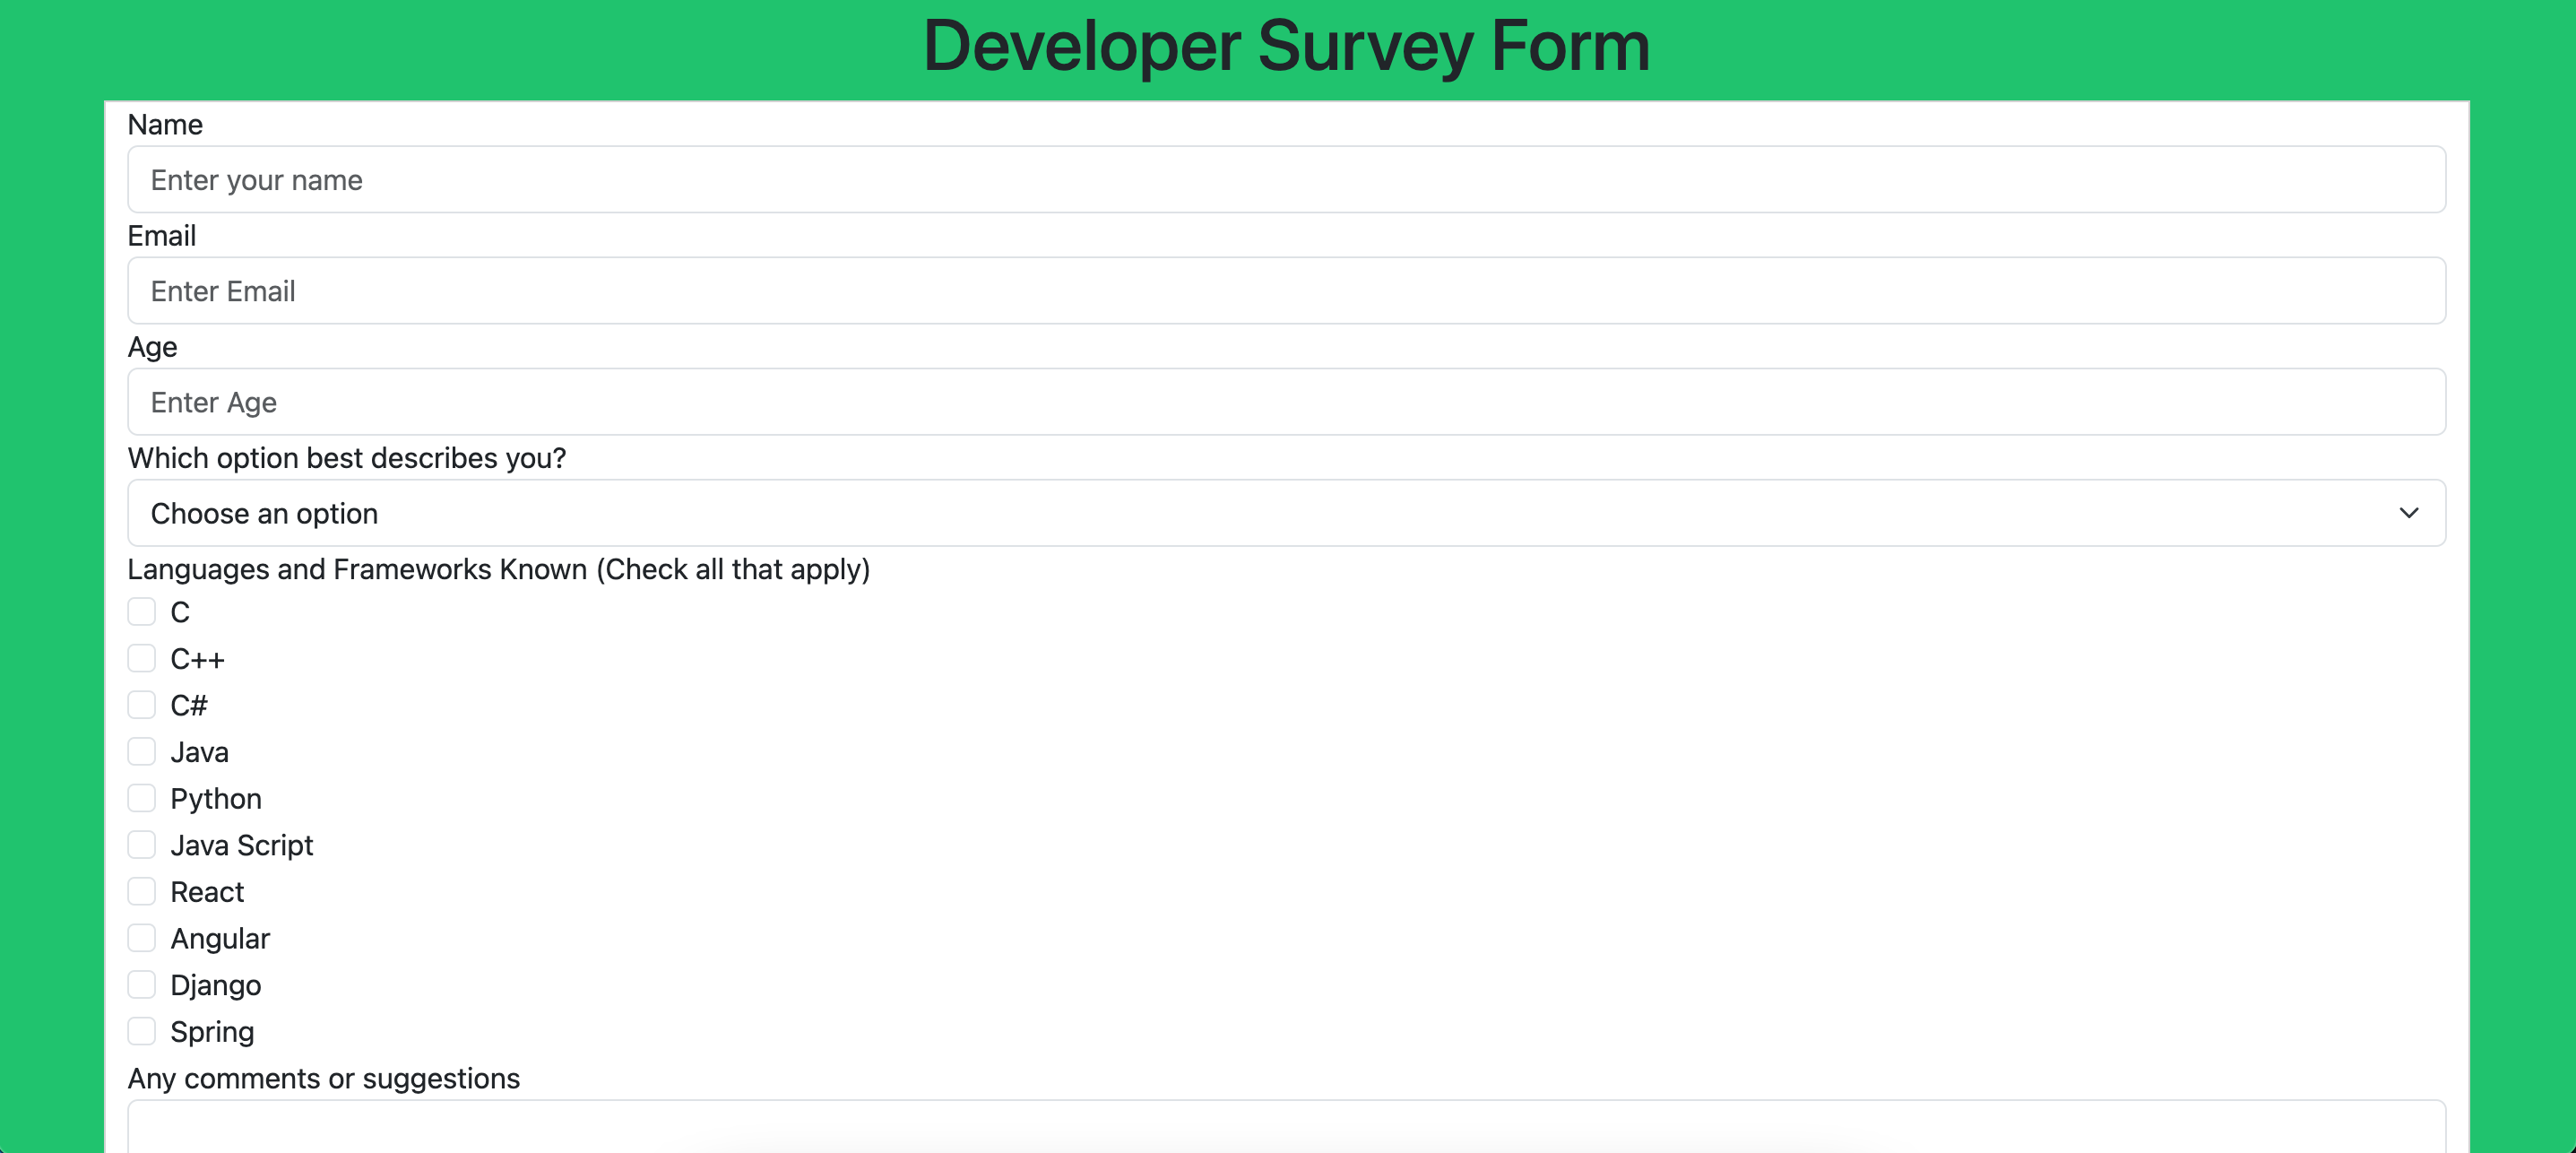 Developer Survey Form
Name
Enter your name
Email
Enter Email
Age
Enter Age
Which option best describes you?
Choose an option
Languages and Frameworks Known (Check all that apply)
C
C++
C#
Java
Python
Java Script
React
Angular
Django
Spring
Any comments or suggestions